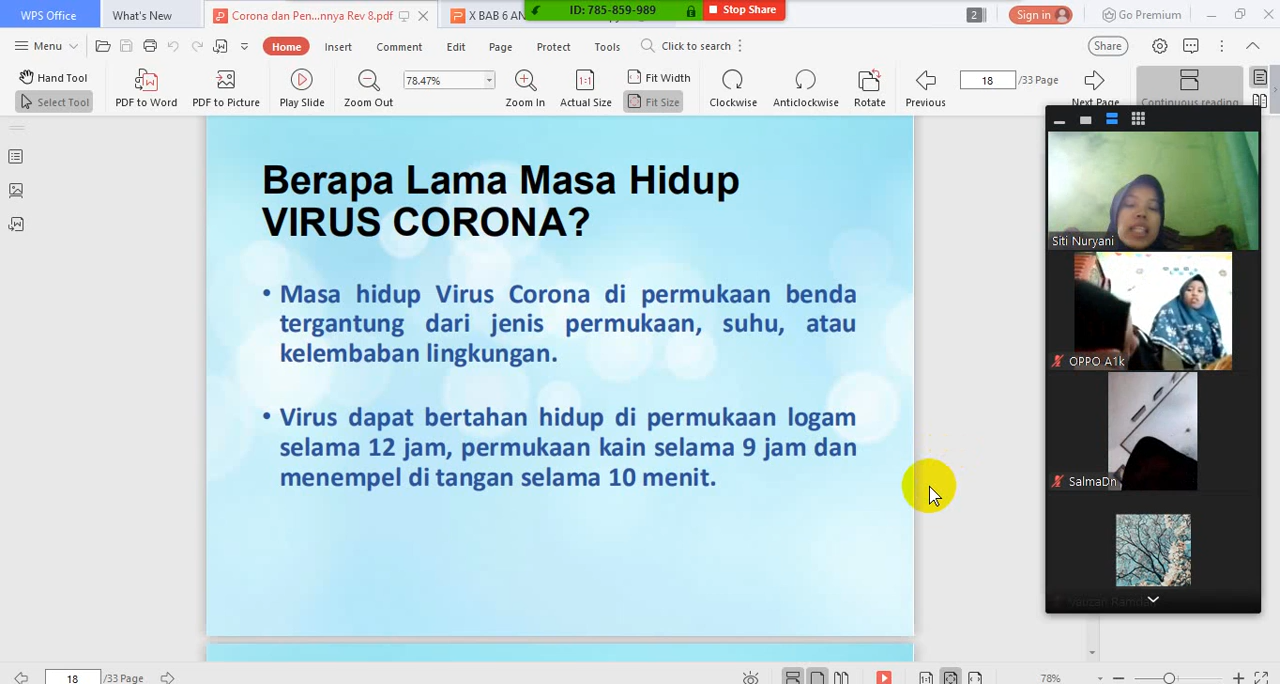 WPS Office
What's New
Corona dan Pen...nnya Rev 8.pdf
X BAB 6 AN
ID: 785-859-989
Stop Share
2
Sign in
Go Premium
Menu
Home
Insert
Comment
Edit
Page
Protect
Tools
Click to search
Share
Hand Tool
Select Tool
PDF to Word
PDF to Picture
Play Slide
Zoom Out
78.47%
Zoom In
1:1
Actual Size
Fit Width
Fit Size
Clockwise
Anticlockwise
Rotate
Previous
18
/33 Page
Next Page
Continuous reading
Berapa Lama Masa Hidup
VIRUS CORONA?
• Masa hidup Virus Corona di permukaan benda
tergantung dari jenis permukaan, suhu, atau
kelembaban lingkungan.
• Virus dapat bertahan hidup di permukaan logam
selama 12 jam, permukaan kain selama 9 jam dan
menempel di tangan selama 10 menit.
Siti Nuryani
OPPO A1k
SalmaDn
18
/33 Page
78%